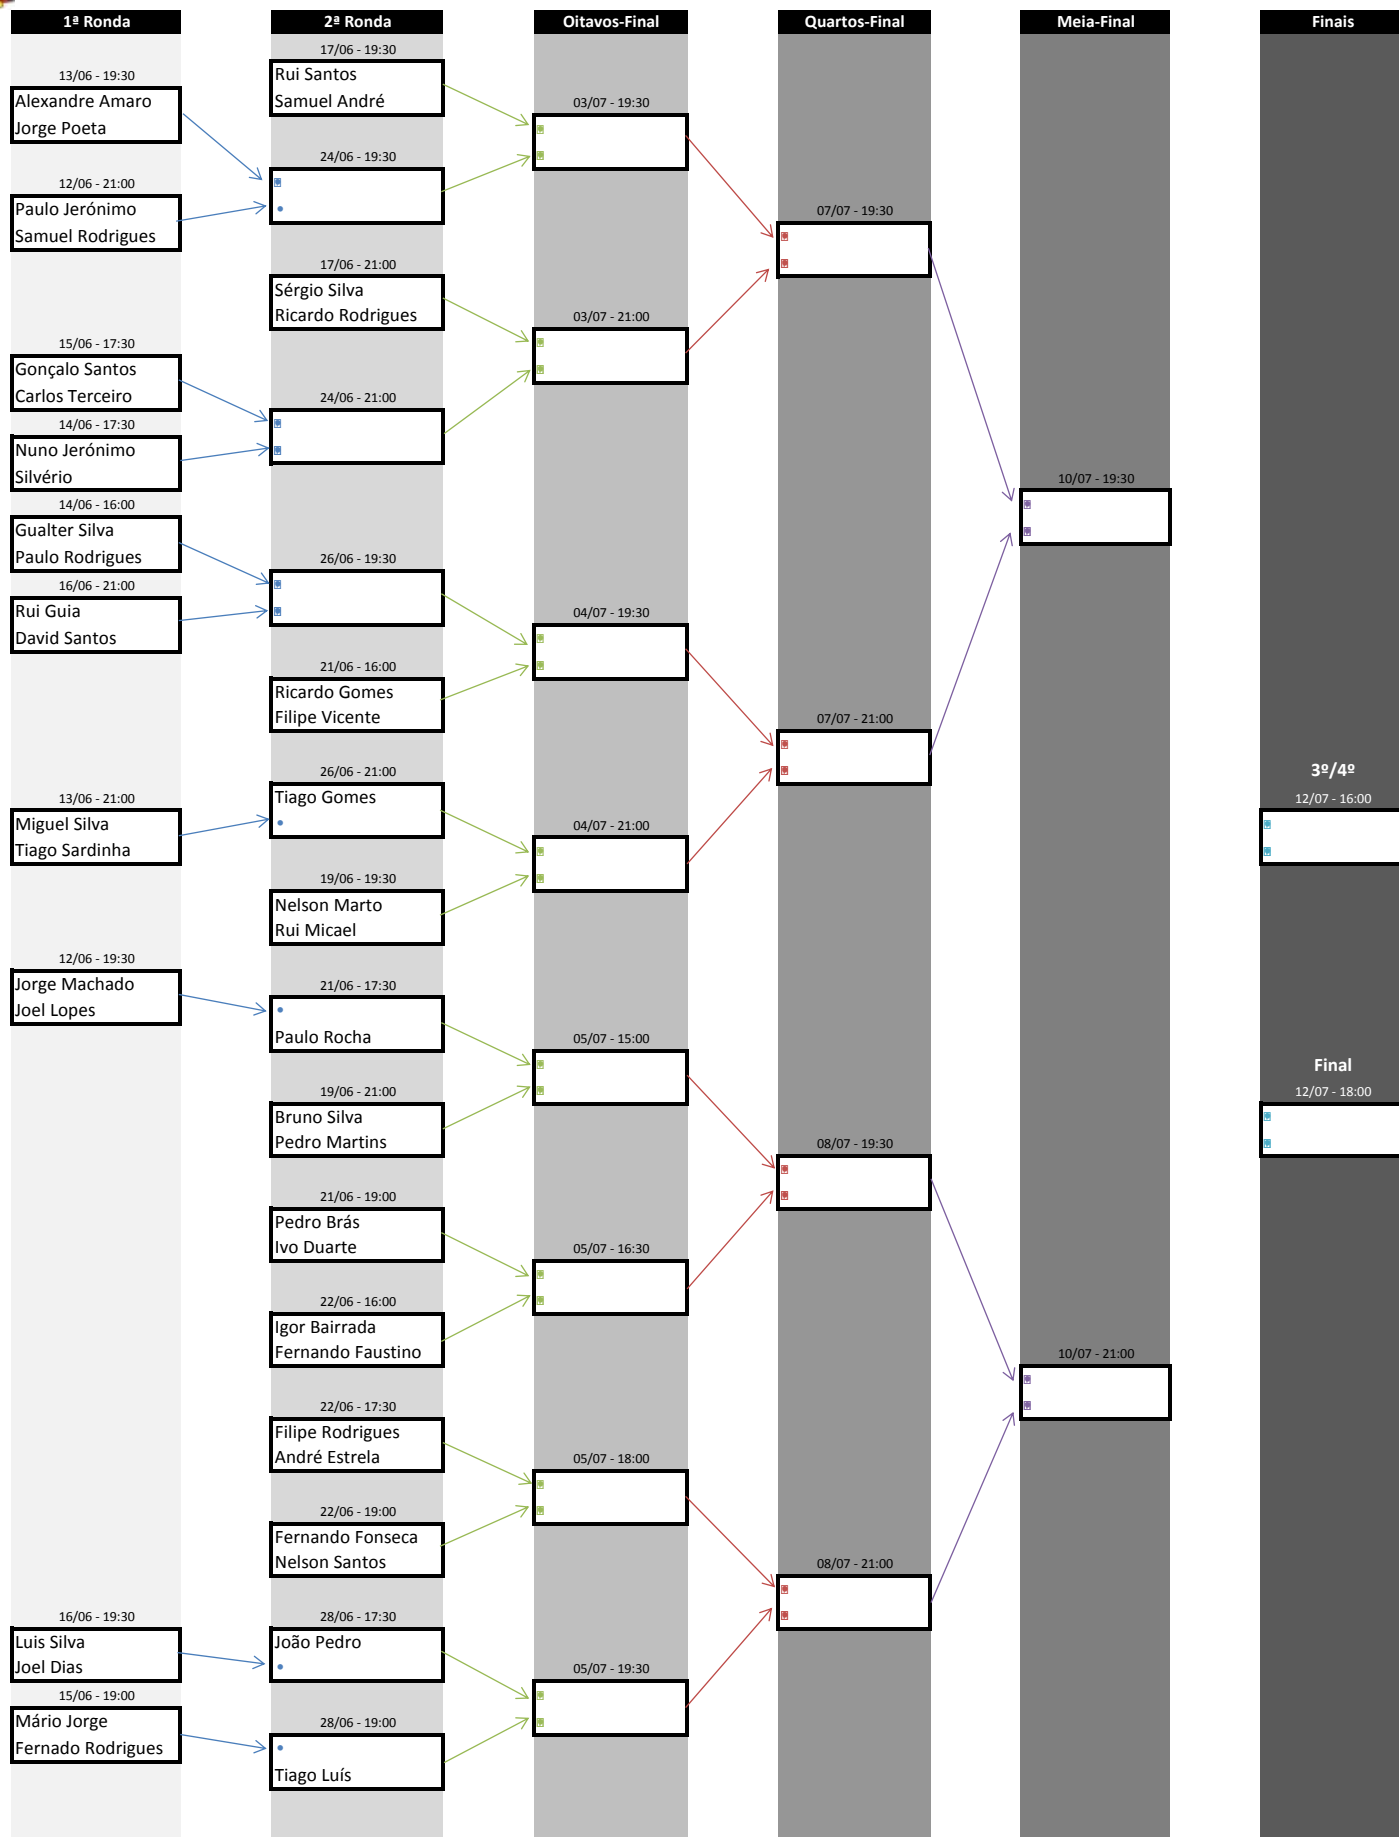 1ª Ronda
13/06 - 19:30
Alexandre Amaro
Jorge Poeta
12/06 - 21:00
Paulo Jerónimo
Samuel Rodrigues
15/06 - 17:30
Gonçalo Santos
Carlos Terceiro
14/06 - 17:30
Nuno Jerónimo
Silvério
14/06 - 16:00
Gualter Silva
Paulo Rodrigues
16/06 - 21:00
Rui Guia
David Santos
13/06 - 21:00
Miguel Silva
Tiago Sardinha
12/06 - 19:30
Jorge Machado
Joel Lopes
16/06 - 19:30
Luis Silva
Joel Dias
15/06 - 19:00
Mário Jorge
Fernado Rodrigues
2ª Ronda
17/06 - 19:30
Rui Santos
Samuel André
24/06 - 19:30
17/06 - 21:00
Sérgio Silva
Ricardo Rodrigues
24/06 - 21:00
26/06 - 19:30
21/06 - 16:00
Ricardo Gomes
Filipe Vicente
26/06 - 21:00
Tiago Gomes
19/06 - 19:30
Nelson Marto
Rui Micael
21/06 - 17:30
Paulo Rocha
19/06 - 21:00
Bruno Silva
Pedro Martins
21/06 - 19:00
Pedro Brás
Ivo Duarte
22/06 - 16:00
Igor Bairrada
Fernando Faustino
22/06 - 17:30
Filipe Rodrigues
André Estrela
22/06 - 19:00
Fernando Fonseca
Nelson Santos
28/06 - 17:30
João Pedro
28/06 - 19:00
Tiago Luís
Oitavos-Final
03/07 - 19:30
03/07 - 21:00
04/07 - 19:30
04/07 - 21:00
05/07 - 15:00
05/07 - 16:30
05/07 - 18:00
05/07 - 19:30
Quartos-Final
07/07 - 19:30
07/07 - 21:00
08/07 - 19:30
08/07 - 21:00
Meia-Final
10/07 - 19:30
10/07 - 21:00
Finais
3º/4º
12/07 - 16:00
Final
12/07 - 18:00